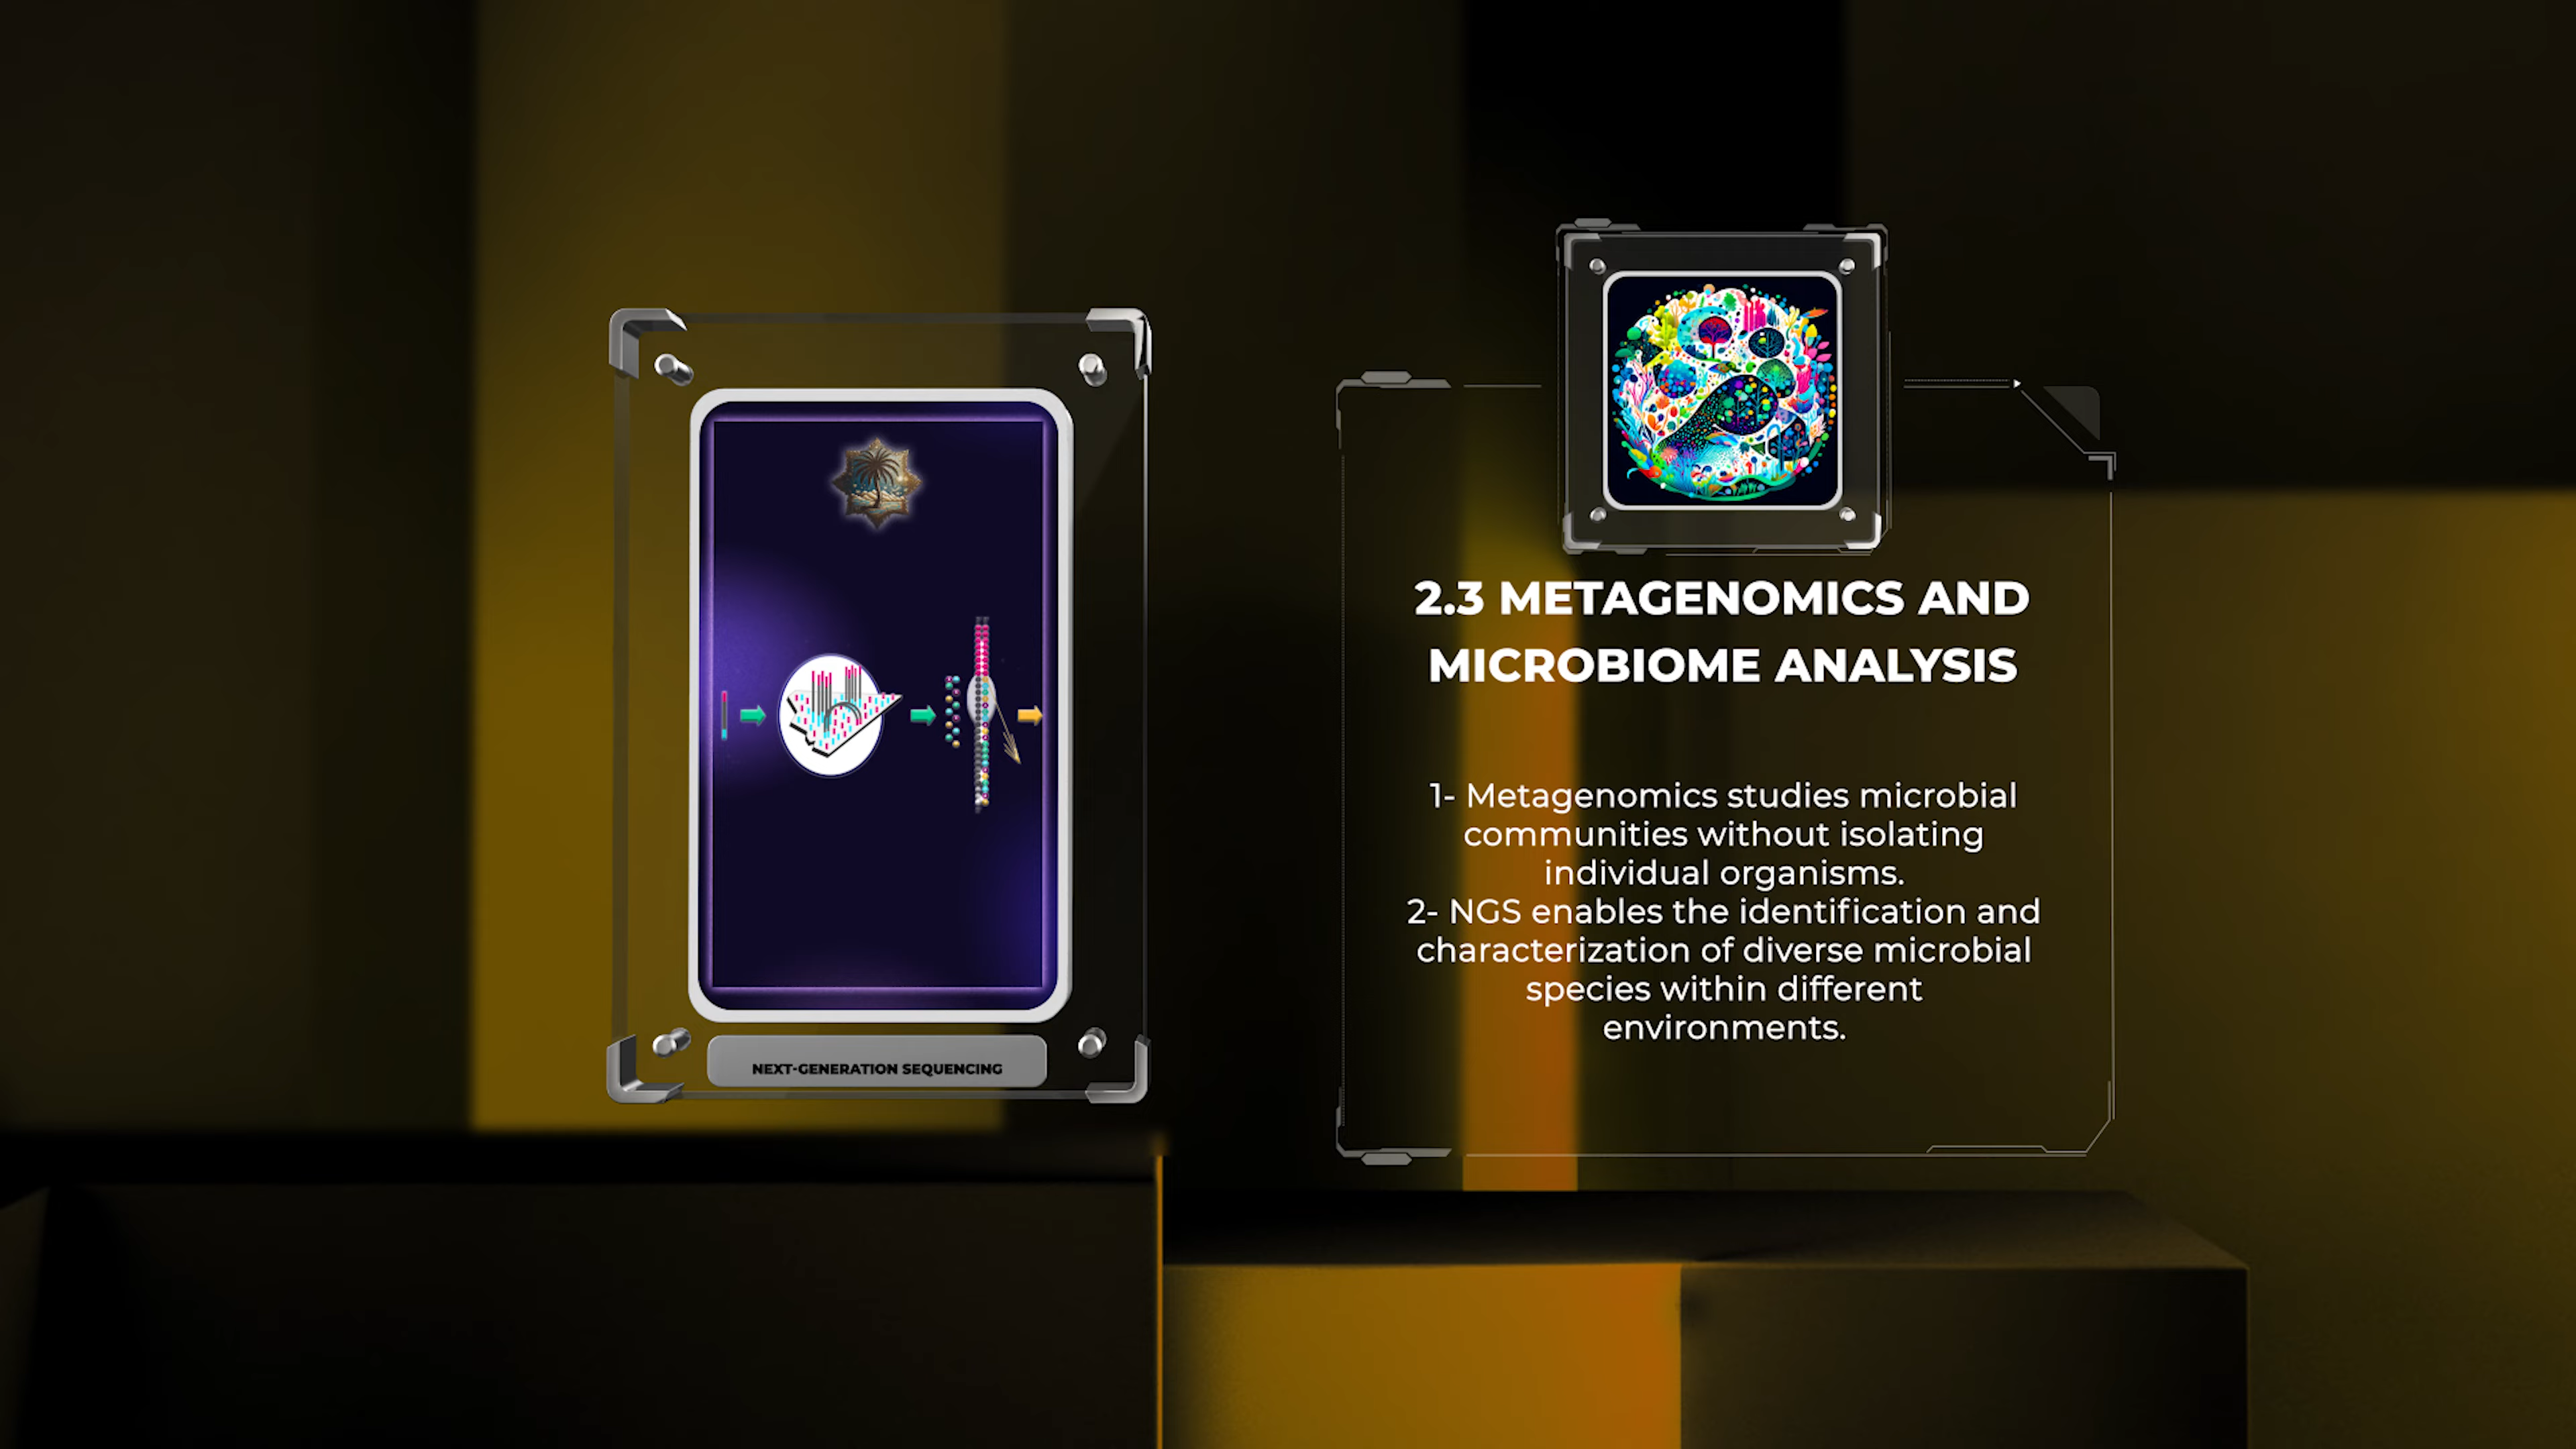 2.3 METAGENOMICS AND
MICROBIOME ANALYSIS
1- Metagenomics studies microbial
communities without isolating
individual organisms.
2- NGS enables the identification and
characterization of diverse microbial
species within different
environments.
NEXT-GENERATION SEQUENCING